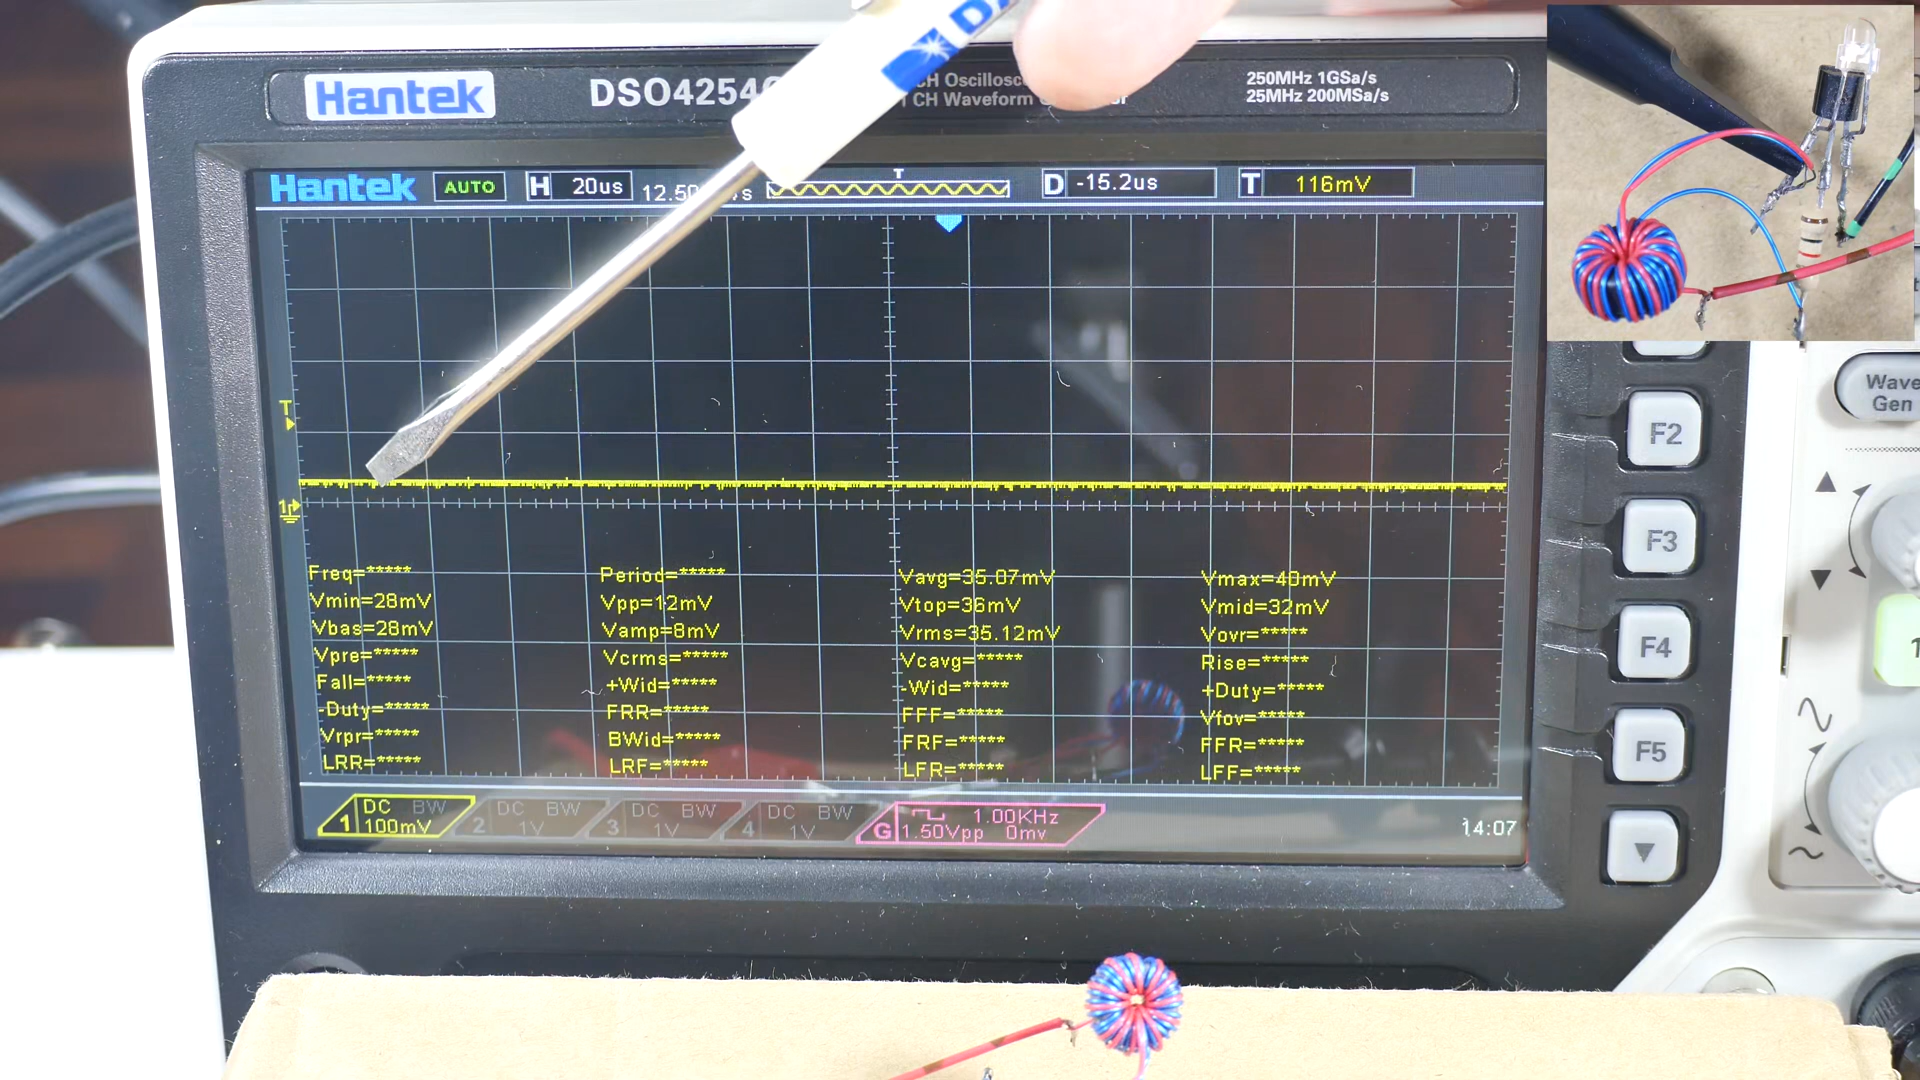 Hantek
DSO4254
CH Oscillosc
CH Waveform
250MHz 1GSa/s
25MHz 200MSa/s
Hantek AUTO H 20us D -15.2us T 116mV
T
T
1
Freq=***** Period=***** Vavg=35.07mV Vmax=40mV
Vmin=28mV Vpp=12mV Vtop=36mV Vmid=32mV
Vbas=28mV Vamp=8mV Vrms=35.12mV Vovr=*****
Vpre=***** Vcrms=***** Vcavg=***** Rise=*****
Fall=***** +Wid=***** -Wid=***** +Duty=*****
-Duty=***** FRR=***** FFF=***** Vfov=*****
Vrpr=***** BWid=***** FRF=***** FFR=*****
LRR=***** LRF=***** LFR=***** LFF=*****
1 DC BW 100mV
2 DC BW 1V
3 DC BW 1V
4 DC BW 1V
G 1.00KHz
1.50Vpp 0mv
14:07
Wave
Gen
F2
F3
F4
F5
1